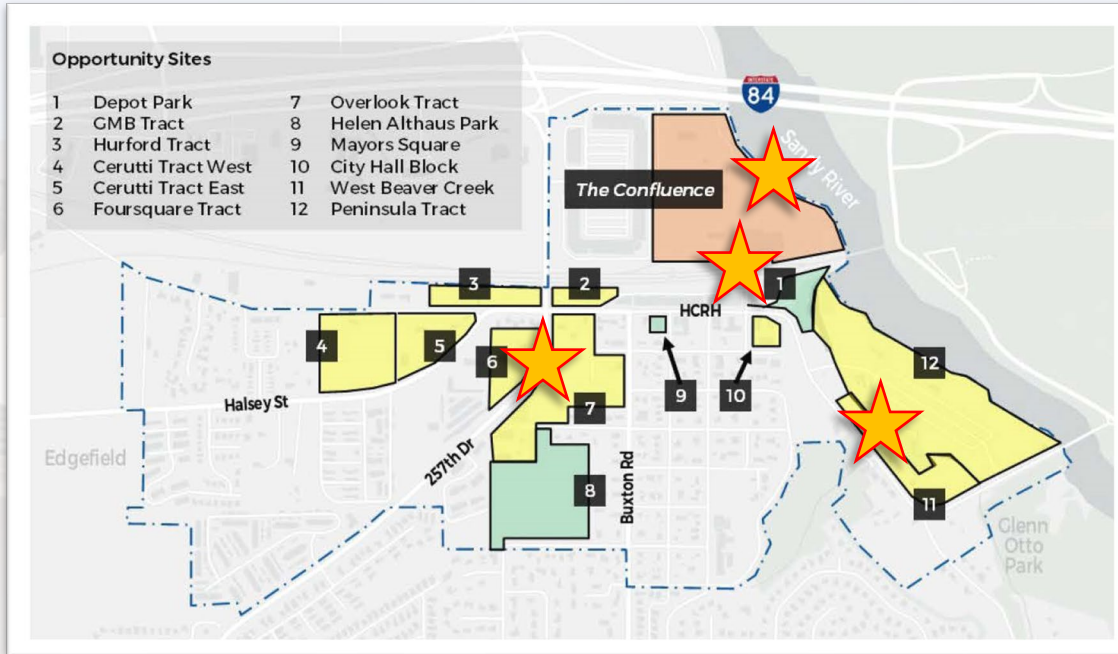 Opportunity Sites
1 Depot Park
2 GMB Tract
3 Hurford Tract
4 Cerutti Tract West
5 Cerutti Tract East
6 Foursquare Tract
7 Overlook Tract
8 Helen Althaus Park
9 Mayors Square
10 City Hall Block
11 West Beaver Creek
12 Peninsula Tract
INTERSTATE
84
Sandy River
The Confluence
1
2
3
HCRH
4
5
6
12
9
10
7
Halsey St
Edgefield
257th Dr
Buxton Rd
8
11
Glenn
Otto
Park